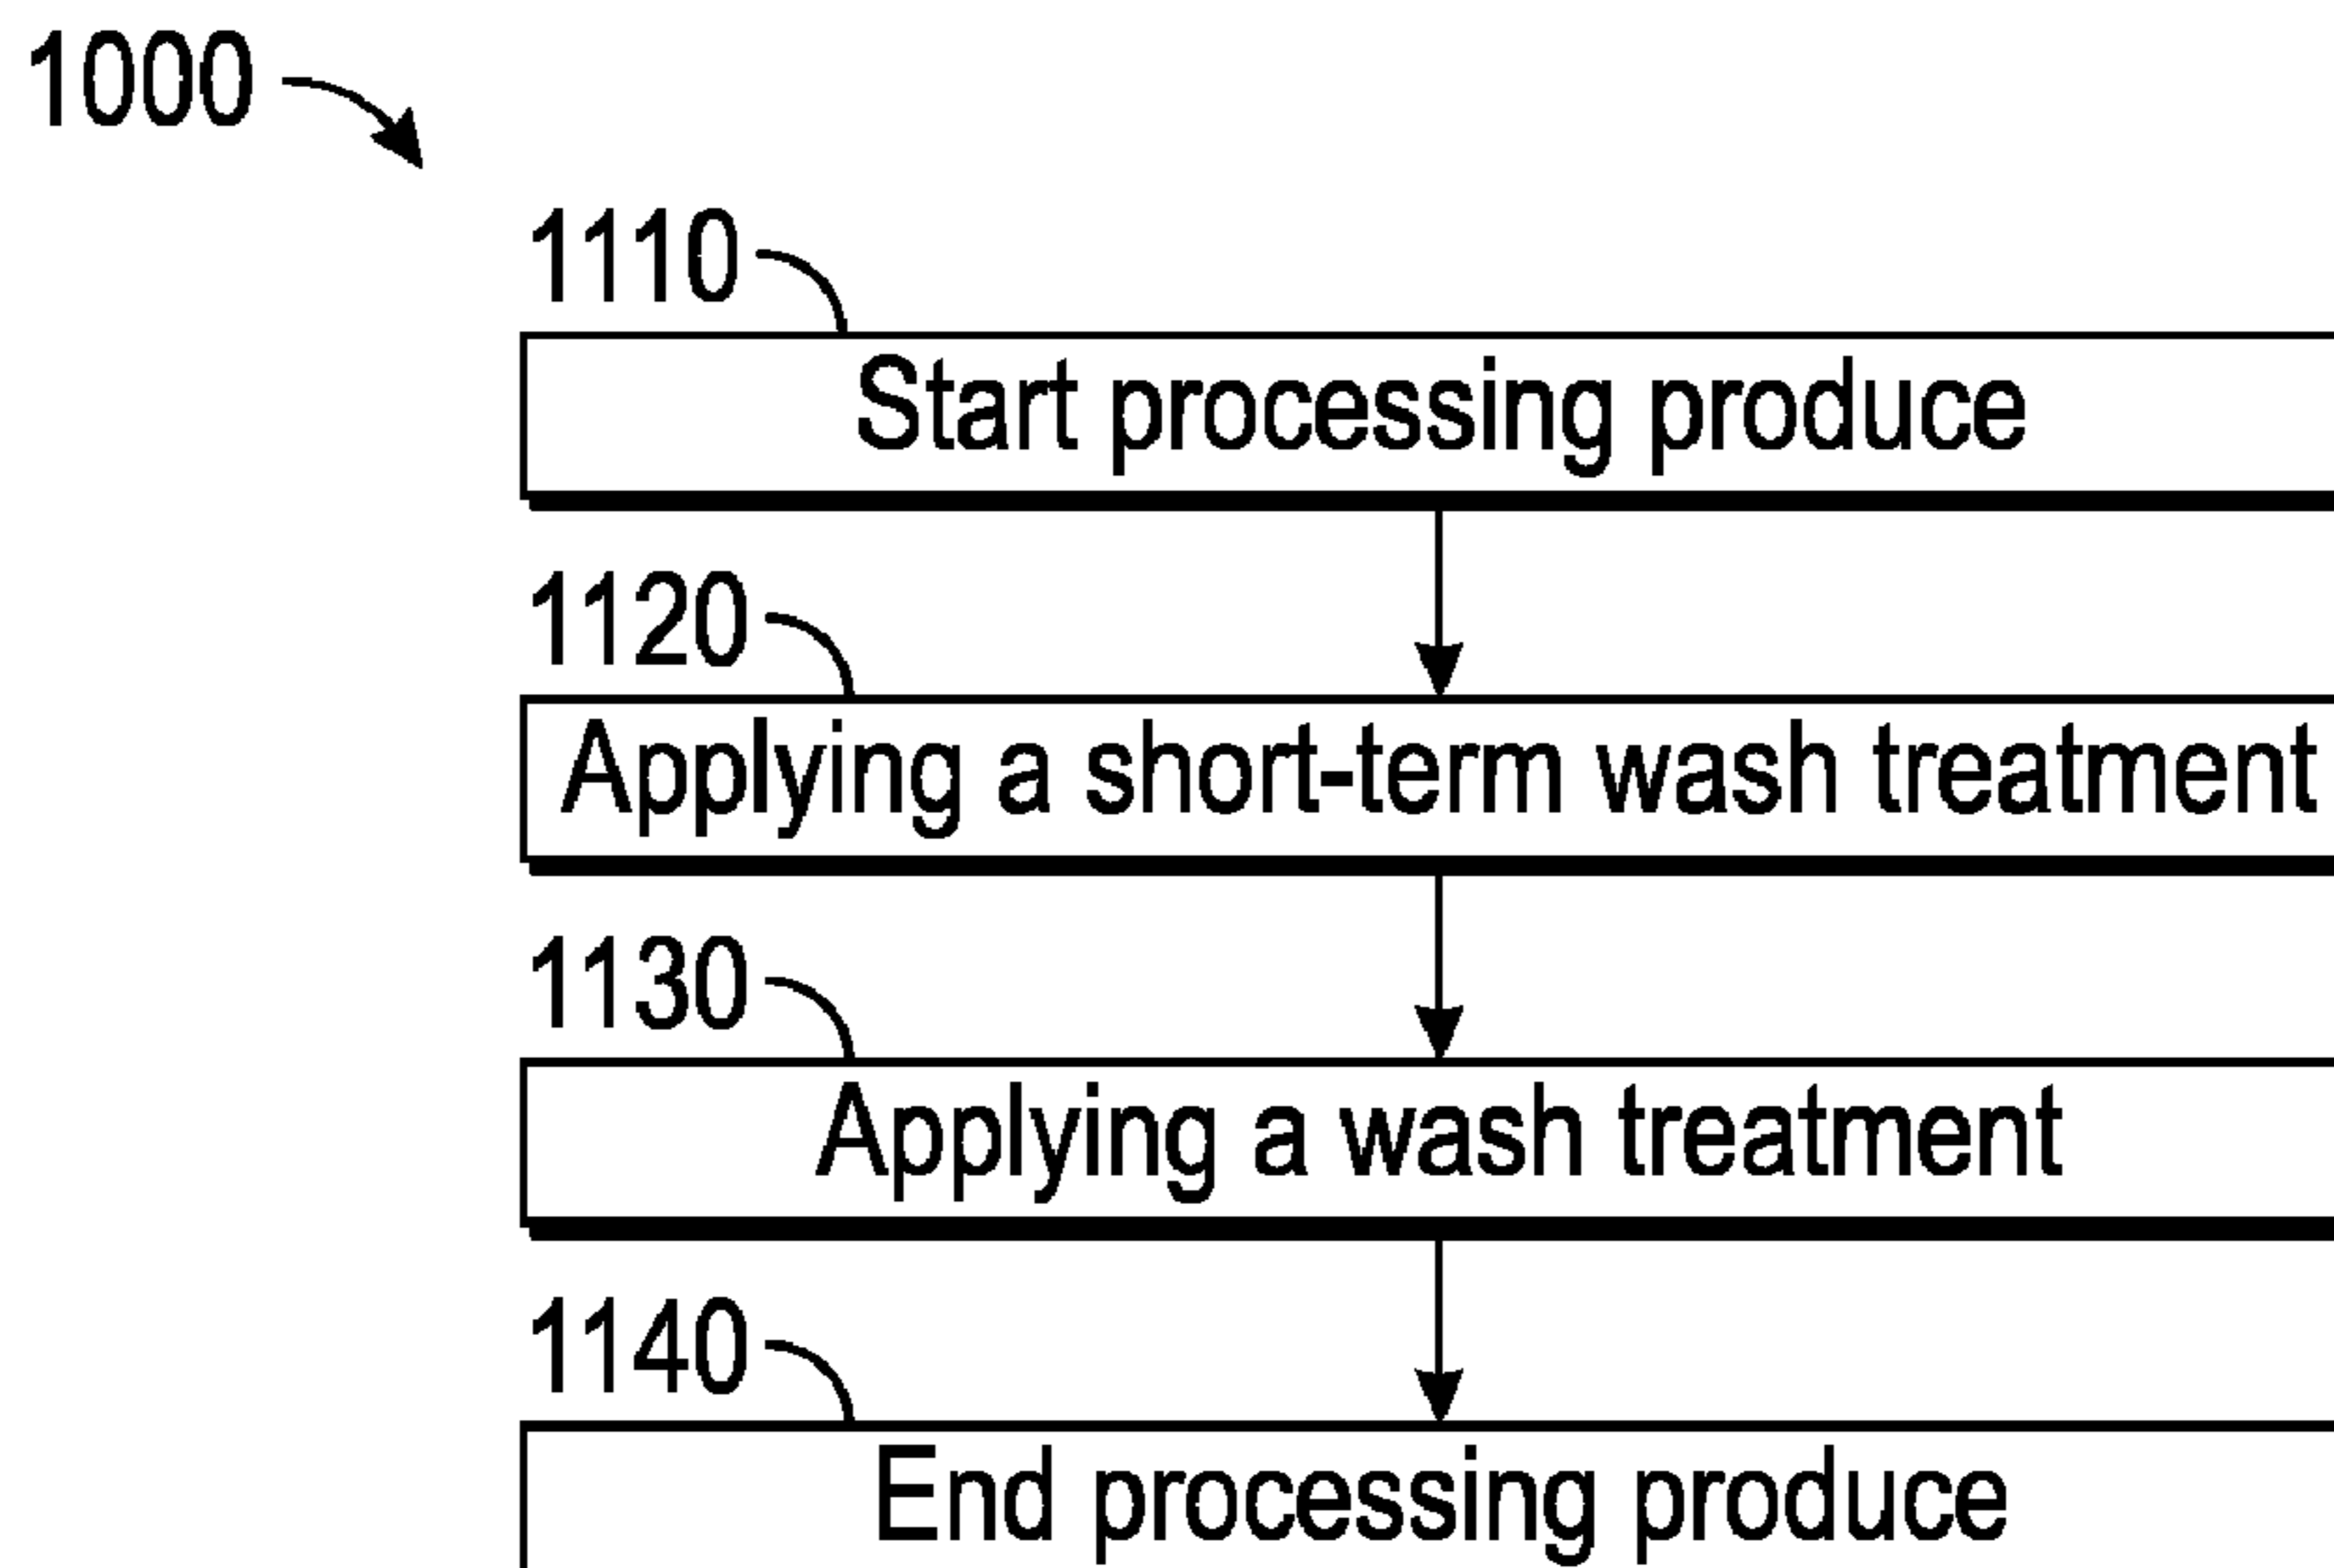 1000
1110
Start processing produce
1120
Applying a short-term wash treatment
1130
Applying a wash treatment
1140
End processing produce